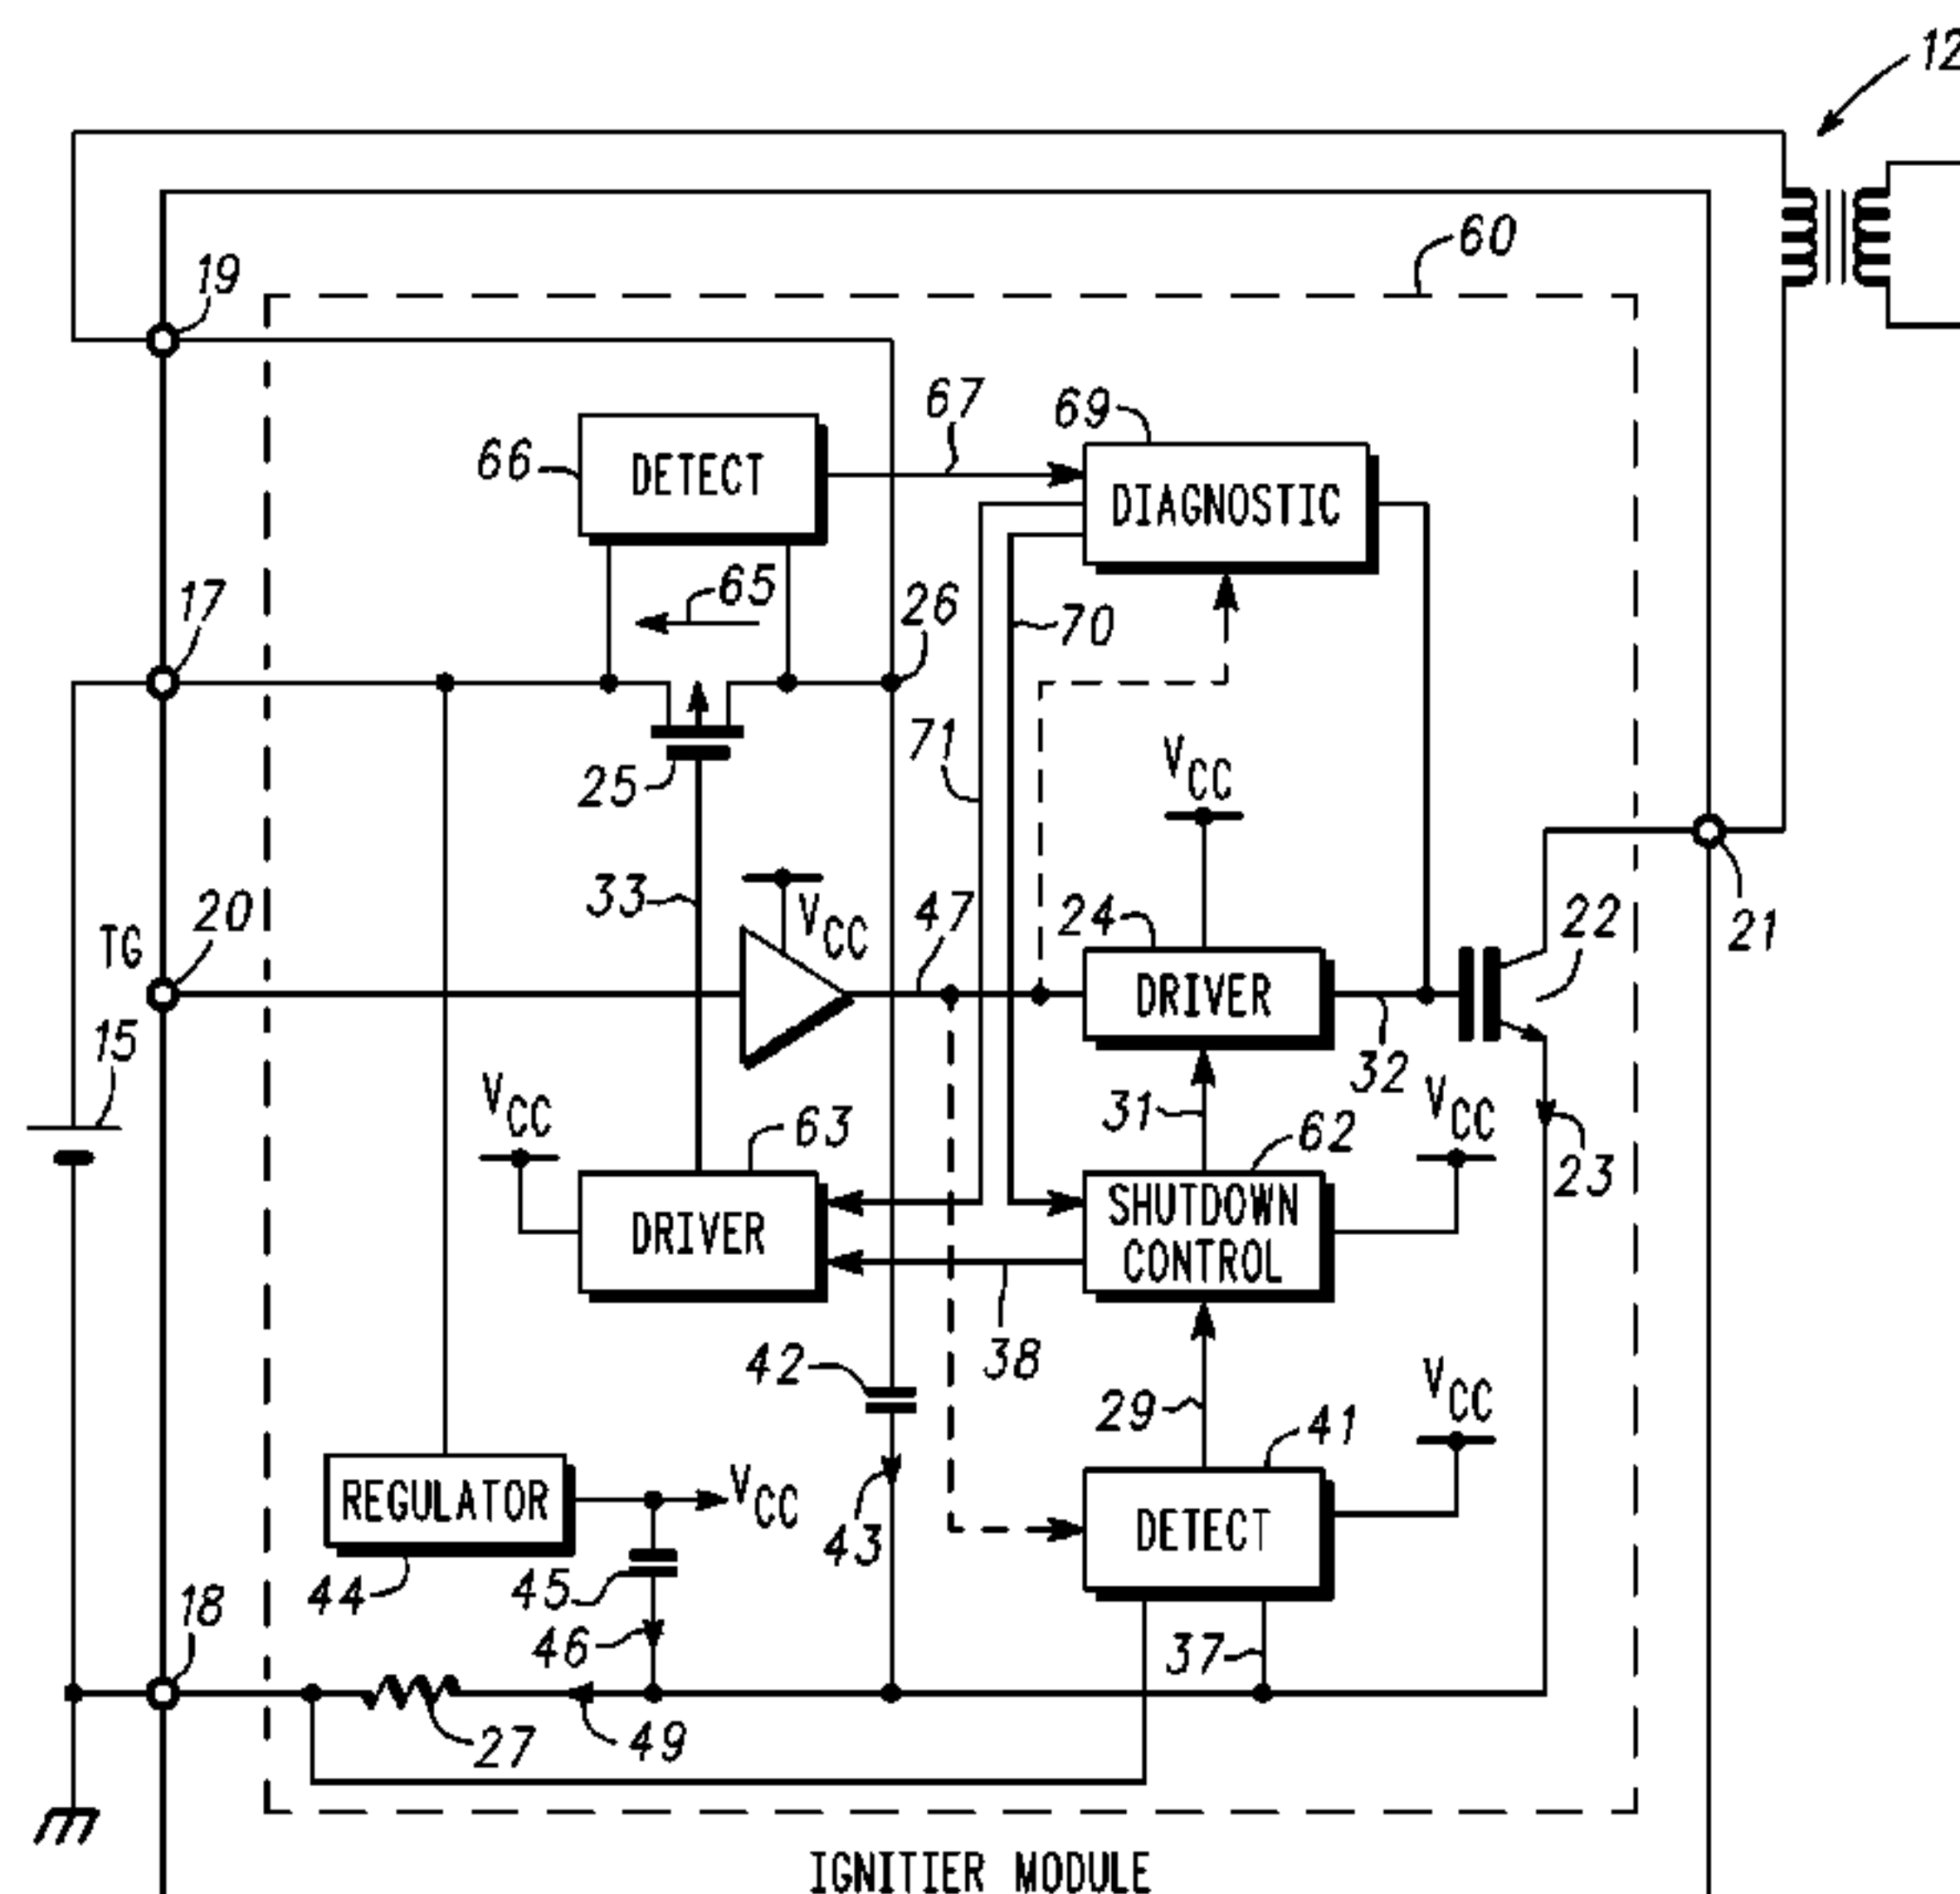 12
60
19
67
69
66
DETECT
DIAGNOSTIC
65
17
26
70
71
25
VCC
33
20
TG
VCC
47
24
22
21
DRIVER
15
32
31
VCC
63
62
VCC
23
DRIVER
SHUTDOWN
CONTROL
38
42
29
41
VCC
REGULATOR
VCC
43
DETECT
44
45
18
46
37
27
49
IGNITIER MODULE